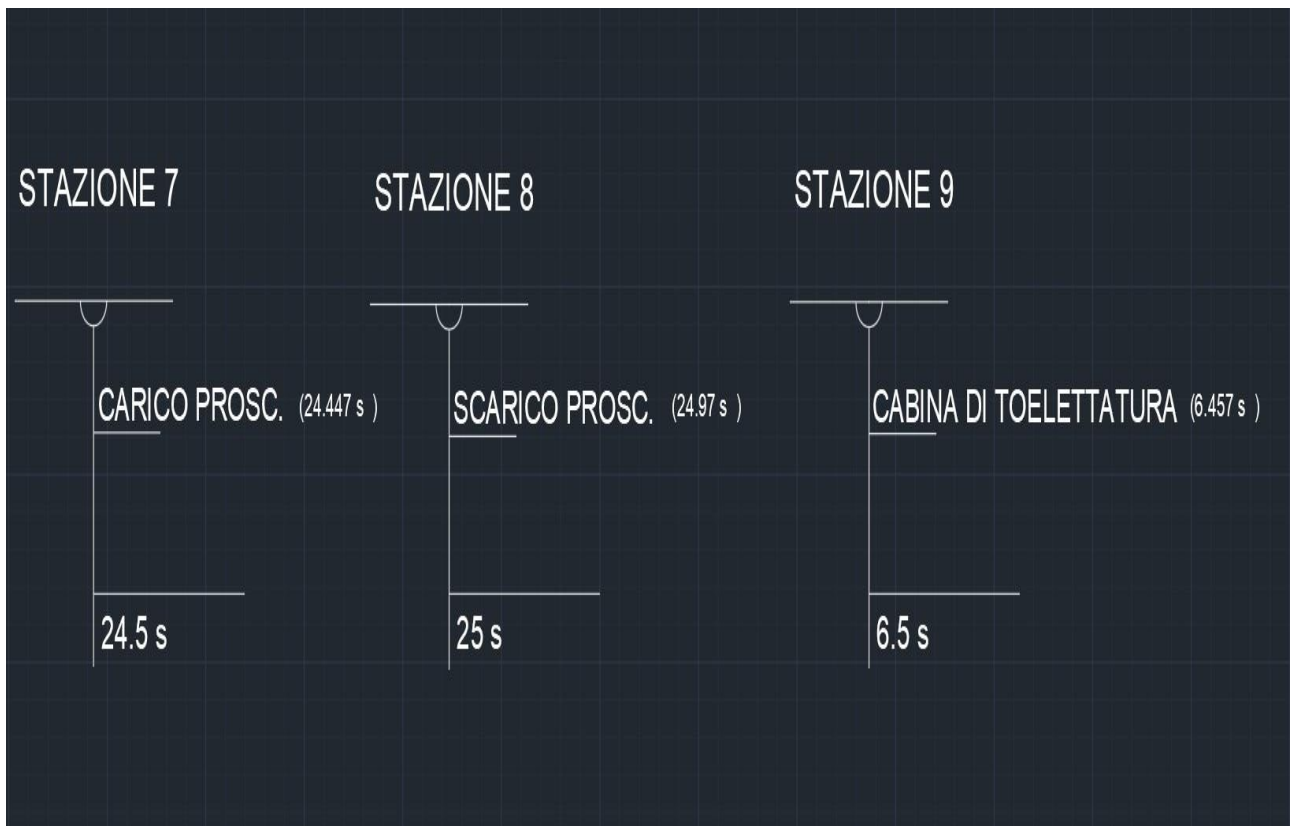 STAZIONE 7
STAZIONE 8
STAZIONE 9
CARICO PROSC. (24.447 s )
SCARICO PROSC. (24.97 s )
CABINA DI TOELETTATURA (6.457 s )
24.5 s
25 s
6.5 s